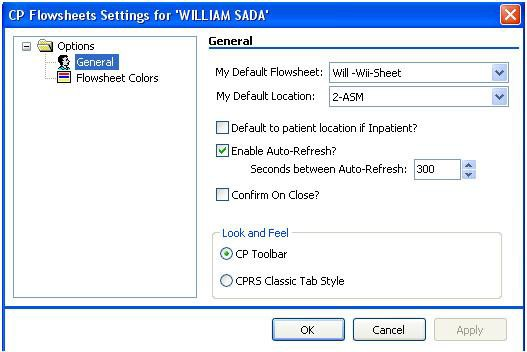 CP Flowsheets Settings for 'WILLIAM SADA'
Options
General
Flowsheet Colors
General
My Default Flowsheet: Will -Wii-Sheet
My Default Location: 2-ASM
Default to patient location if Inpatient?
Enable Auto-Refresh?
Seconds between Auto-Refresh: 300
Confirm On Close?
Look and Feel
CP Toolbar
CPRS Classic Tab Style
OK Cancel Apply